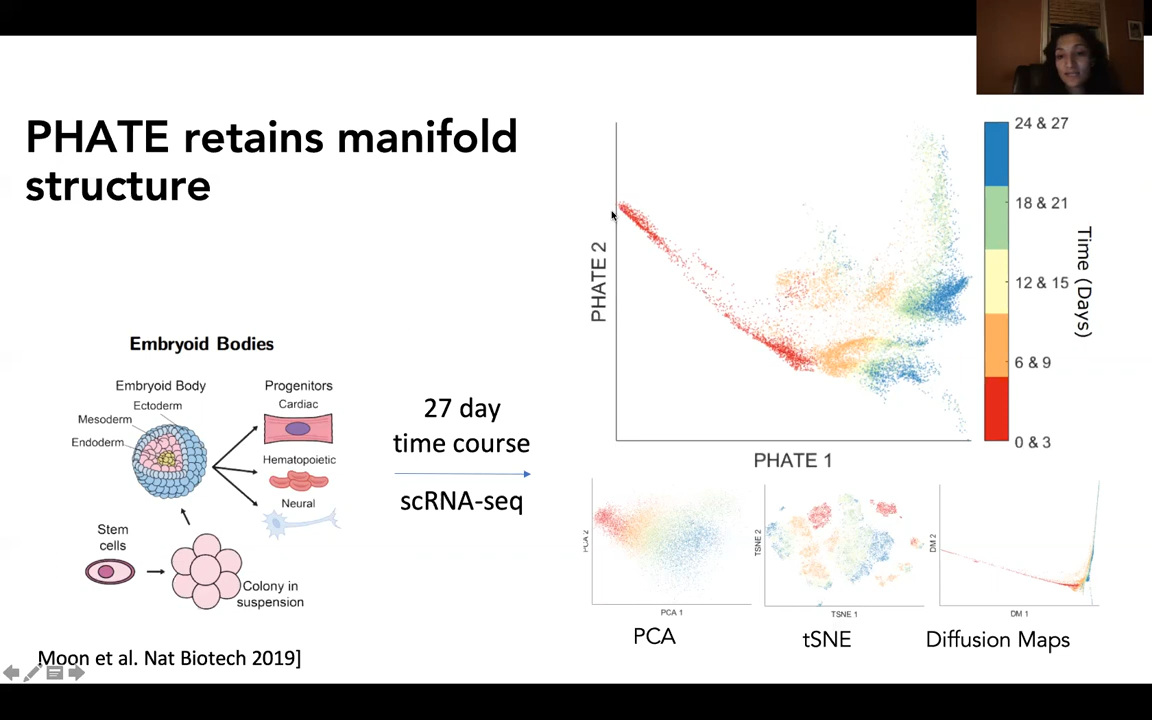 PHATE retains manifold
structure
Embryoid Bodies
Embryoid Body
Ectoderm
Mesoderm
Endoderm
Progenitors
Cardiac
Hematopoietic
Neural
Stem
cells
Colony in
suspension
27 day
time course
scRNA-seq
Moon et al. Nat Biotech 2019]
PHATE 2
PHATE 1
24 & 27
18 & 21
12 & 15
6 & 9
0 & 3
Time (Days)
PCA 2
PCA 1
PCA
TSNE 2
TSNE 1
tSNE
DM 2
DM 1
Diffusion Maps